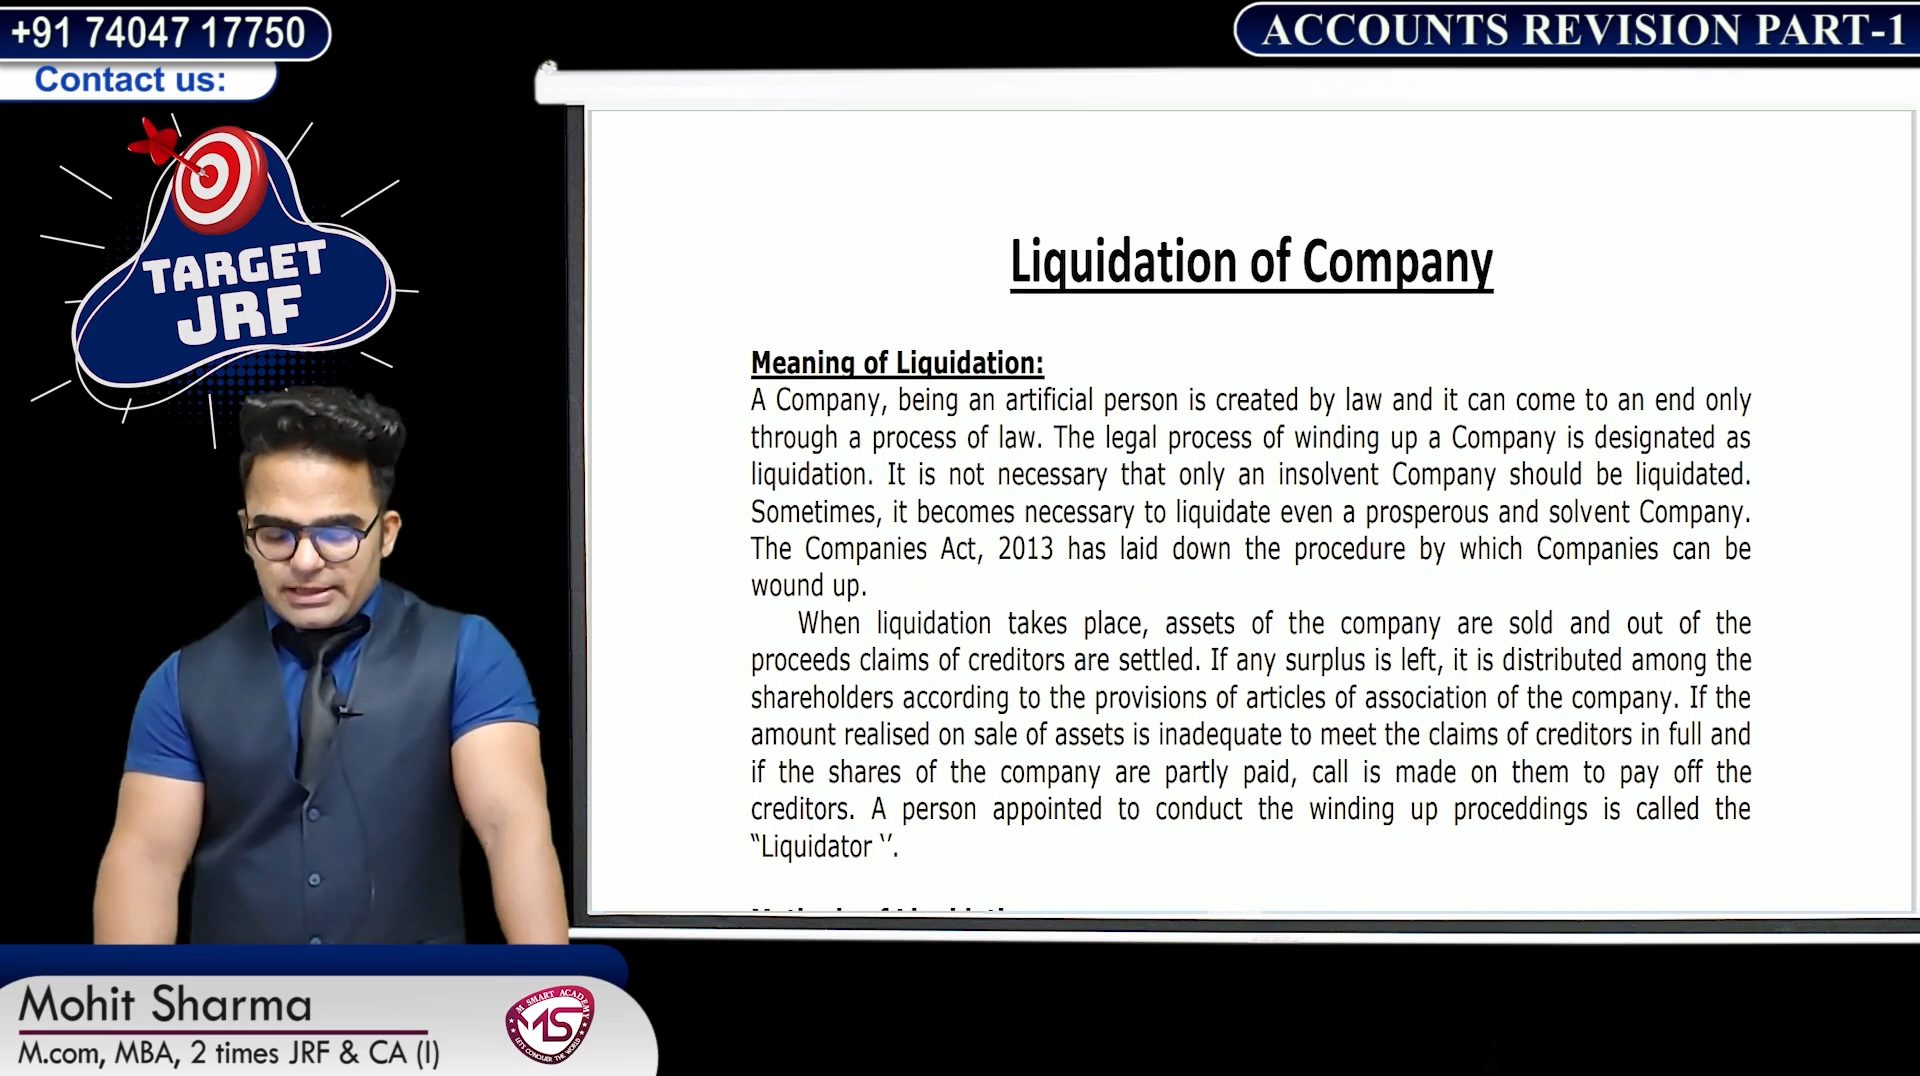 +91 74047 17750
Contact us:
ACCOUNTS REVISION PART-1
TARGET
JRF
Liquidation of Company
Meaning of Liquidation:
A Company, being an artificial person is created by law and it can come to an end only
through a process of law. The legal process of winding up a Company is designated as
liquidation. It is not necessary that only an insolvent Company should be liquidated.
Sometimes, it becomes necessary to liquidate even a prosperous and solvent Company.
The Companies Act, 2013 has laid down the procedure by which Companies can be
wound up.
When liquidation takes place, assets of the company are sold and out of the
proceeds claims of creditors are settled. If any surplus is left, it is distributed among the
shareholders according to the provisions of articles of association of the company. If the
amount realised on sale of assets is inadequate to meet the claims of creditors in full and
if the shares of the company are partly paid, call is made on them to pay off the
creditors. A person appointed to conduct the winding up proceddings is called the
“Liquidator ‘’.
Mohit Sharma
M.com, MBA, 2 times JRF & CA (I)
M SMART ACADEMY
MS
LET'S CONQUER THE WORLD